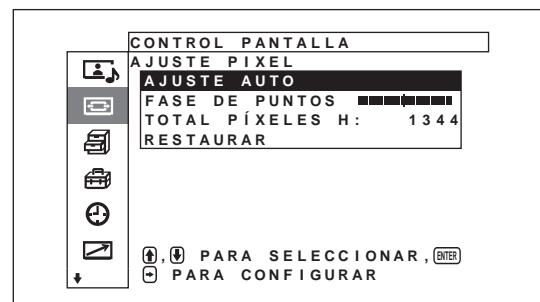 CONTROL PANTALLA
AJUSTE PIXEL
AJUSTE AUTO
FASE DE PUNTOS
TOTAL PÍXELES H: 1344
RESTAURAR
, PARA SELECCIONAR, ENTER
PARA CONFIGURAR